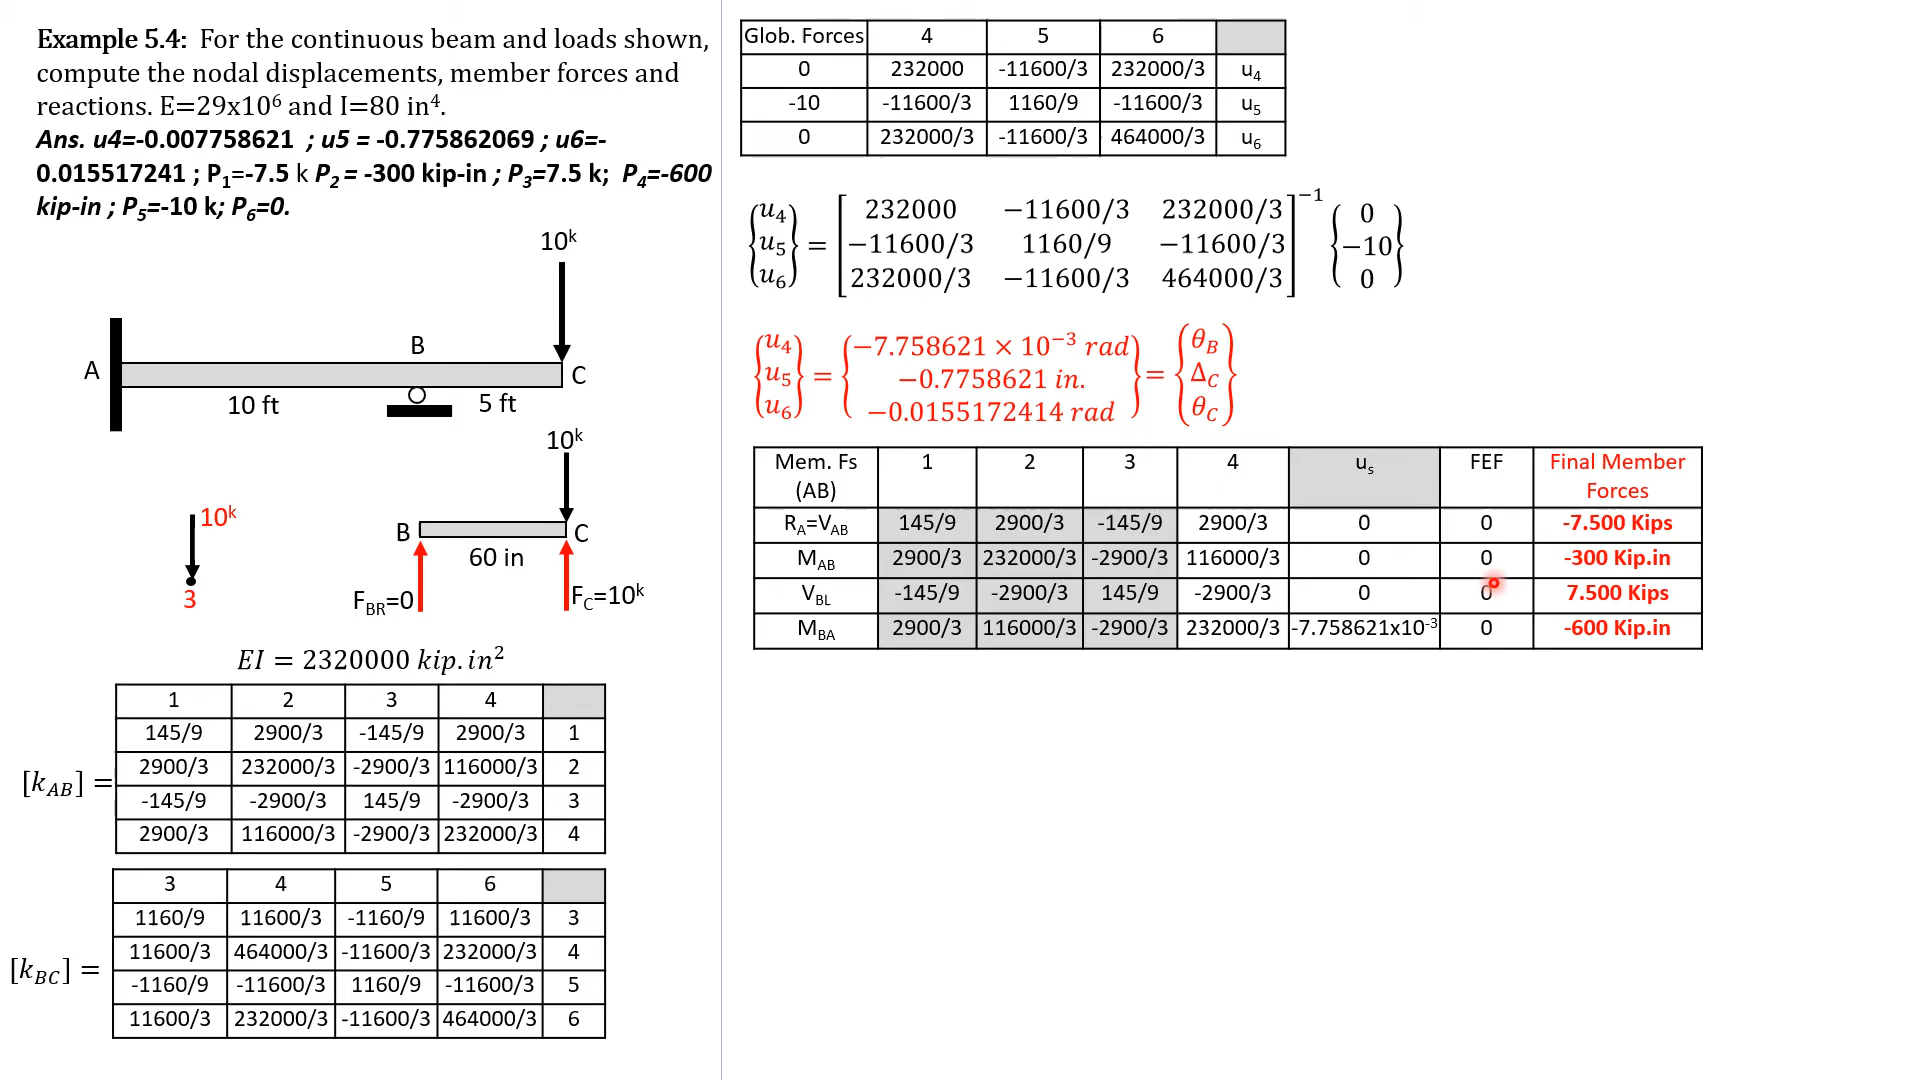 Example 5.4: For the continuous beam and loads shown,
compute the nodal displacements, member forces and
reactions. E=29x10⁶ and I=80 in⁴.
Ans. u4=-0.007758621 ; u5 = -0.775862069 ; u6=-
0.015517241 ; P₁=-7.5 k P₂ = -300 kip-in ; P₃=7.5 k; P₄=-600
kip-in ; P₅=-10 k; P₆=0.
10ᵏ
A
B
C
10 ft
5 ft
10ᵏ
10ᵏ
3
B
C
60 in
F_BR=0
F_C=10ᵏ
EI = 2320000 kip.in²
1 2 3 4
145/9 2900/3 -145/9 2900/3 1
2900/3 232000/3 -2900/3 116000/3 2
[k_AB] =
-145/9 -2900/3 145/9 -2900/3 3
2900/3 116000/3 -2900/3 232000/3 4
3 4 5 6
1160/9 11600/3 -1160/9 11600/3 3
11600/3 464000/3 -11600/3 232000/3 4
[k_BC] =
-1160/9 -11600/3 1160/9 -11600/3 5
11600/3 232000/3 -11600/3 464000/3 6
Glob. Forces 4 5 6
0 232000 -11600/3 232000/3 u₄
-10 -11600/3 1160/9 -11600/3 u₅
0 232000/3 -11600/3 464000/3 u₆
{u₄ [232000 −11600/3 232000/3]⁻¹ {0
u₅} = −11600/3 1160/9 −11600/3 −10
u₆ 232000/3 −11600/3 464000/3 0}
{u₄ {−7.758621 × 10⁻³ rad} {θ_B
u₅} = −0.7758621 in. = Δ_C
u₆ −0.0155172414 rad θ_C}
Mem. Fs (AB) 1 2 3 4 uₛ FEF Final Member Forces
R_A=V_AB 145/9 2900/3 -145/9 2900/3 0 0 -7.500 Kips
M_AB 2900/3 232000/3 -2900/3 116000/3 0 0 -300 Kip.in
V_BL -145/9 -2900/3 145/9 -2900/3 0 0 7.500 Kips
M_BA 2900/3 116000/3 -2900/3 232000/3 -7.758621x10⁻³ 0 -600 Kip.in